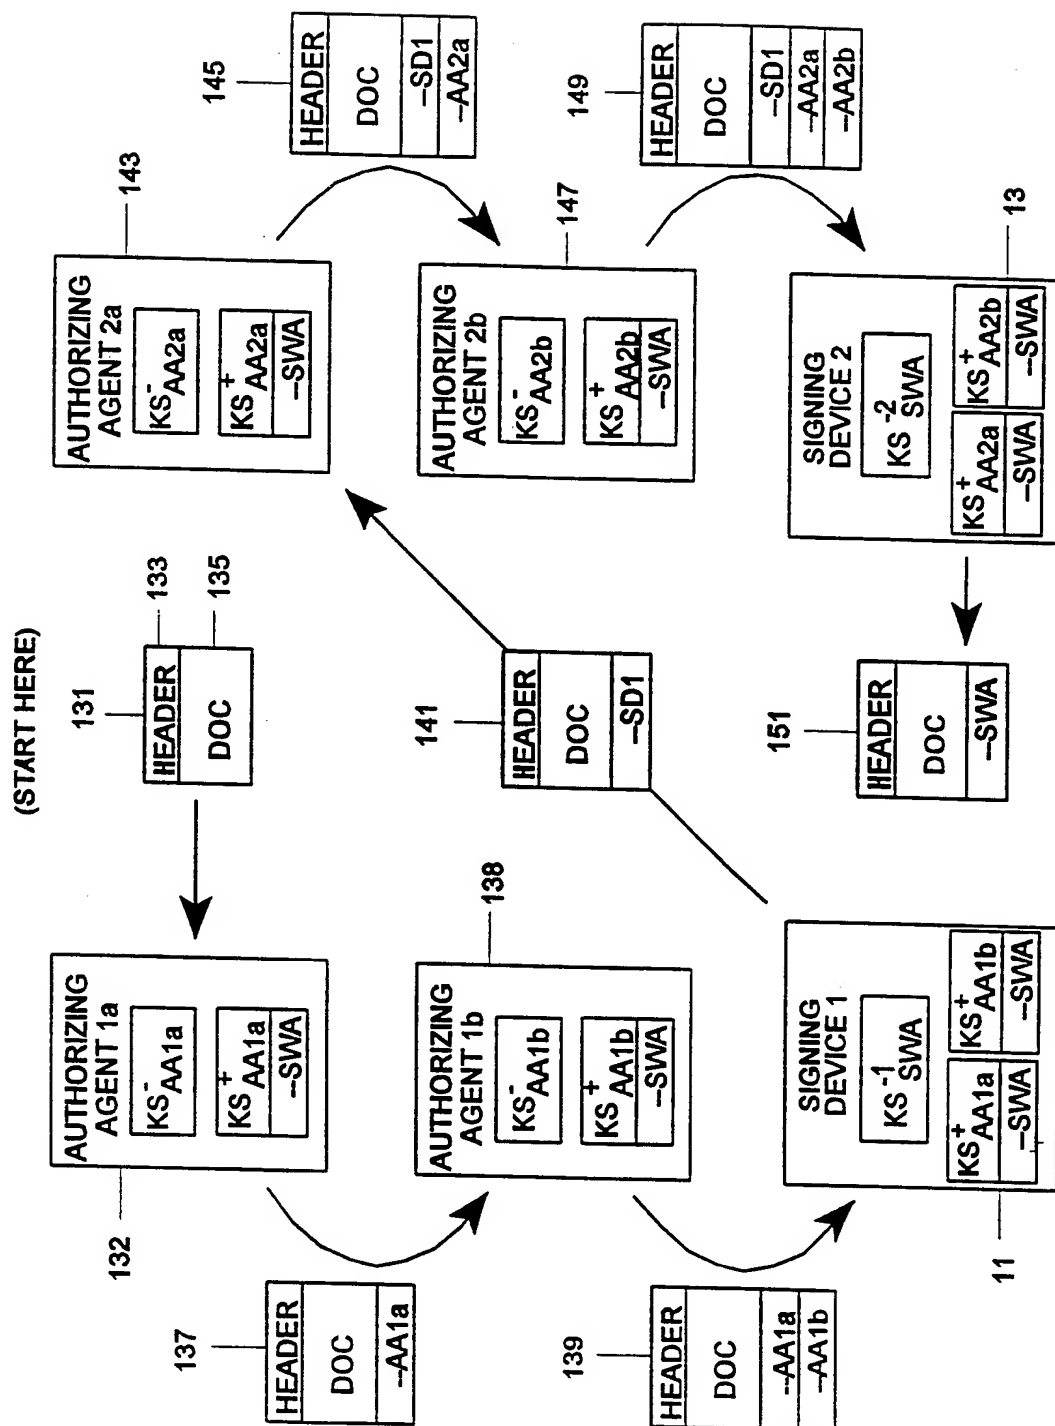 (START HERE)
131
HEADER
DOC
133
135
AUTHORIZING
AGENT 1a
KS-AA1a
KS+AA1a
--SWA
132
137
HEADER
DOC
--AA1a
AUTHORIZING
AGENT 1b
KS-AA1b
KS+AA1b
--SWA
138
139
HEADER
DOC
--AA1a
--AA1b
SIGNING
DEVICE 1
KS-1SWA
KS+AA1a
--SWA
KS+AA1b
--SWA
11
141
HEADER
DOC
--SD1
AUTHORIZING
AGENT 2a
KS-AA2a
KS+AA2a
--SWA
143
145
HEADER
DOC
--SD1
--AA2a
AUTHORIZING
AGENT 2b
KS-AA2b
KS+AA2b
--SWA
147
149
HEADER
DOC
--SD1
--AA2a
--AA2b
SIGNING
DEVICE 2
KS-2SWA
KS+AA2a
--SWA
KS+AA2b
--SWA
13
151
HEADER
DOC
--SWA